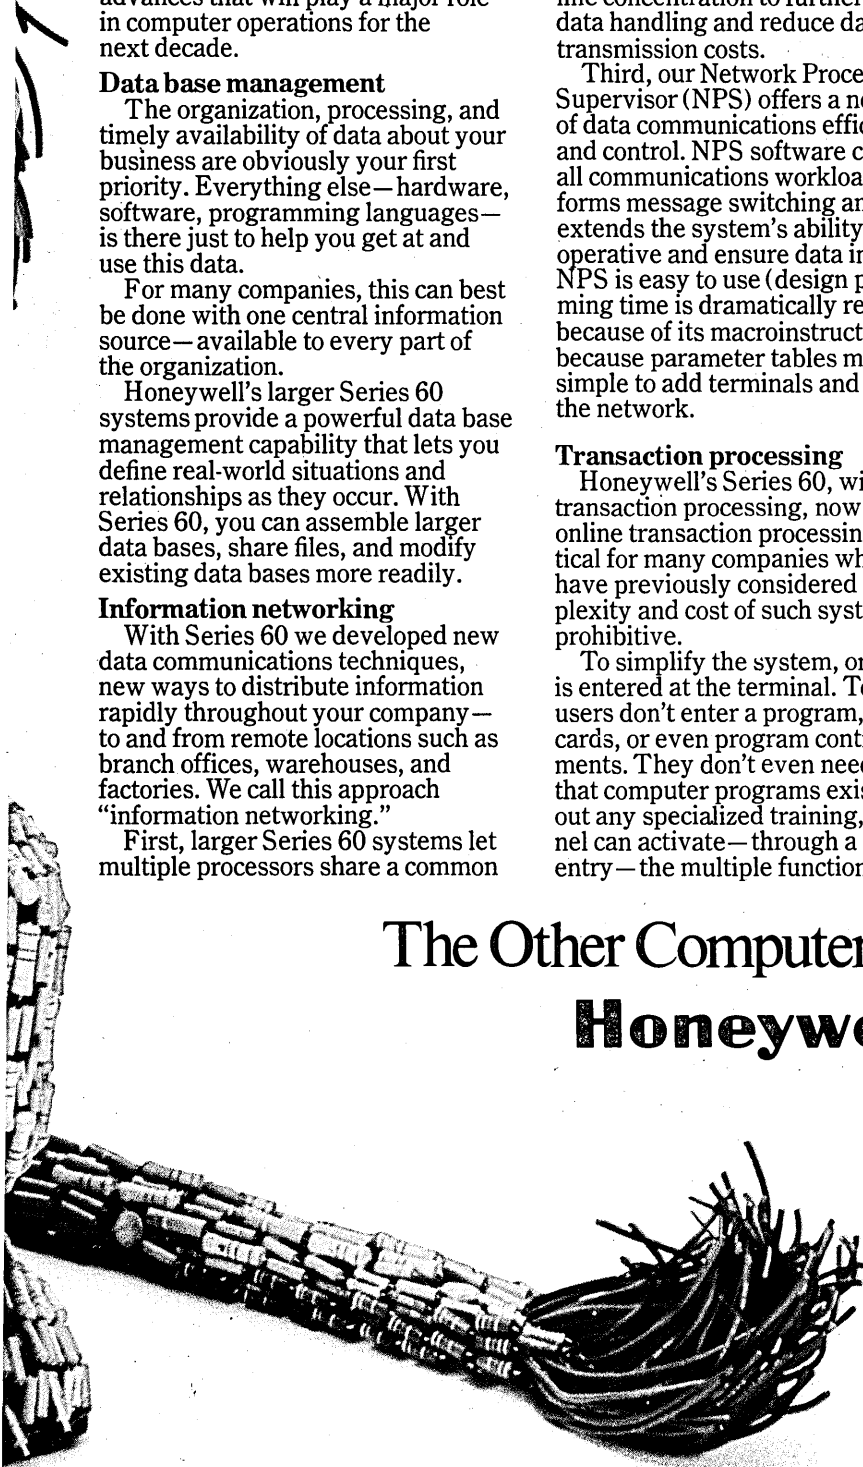 advances that will play a major role
in computer operations for the
next decade.
Data base management
The organization, processing, and
timely availability of data about your
business are obviously your first
priority. Everything else—hardware,
software, programming languages—
is there just to help you get at and
use this data.
For many companies, this can best
be done with one central information
source—available to every part of
the organization.
Honeywell's larger Series 60
systems provide a powerful data base
management capability that lets you
define real-world situations and
relationships as they occur. With
Series 60, you can assemble larger
data bases, share files, and modify
existing data bases more readily.
Information networking
With Series 60 we developed new
data communications techniques,
new ways to distribute information
rapidly throughout your company—
to and from remote locations such as
branch offices, warehouses, and
factories. We call this approach
“information networking.”
First, larger Series 60 systems let
multiple processors share a common
line concentration to further
data handling and reduce da
transmission costs.
Third, our Network Proce
Supervisor (NPS) offers a ne
of data communications effic
and control. NPS software c
all communications workloa
forms message switching an
extends the system's ability
operative and ensure data in
NPS is easy to use (design p
ming time is dramatically re
because of its macroinstruct
because parameter tables m
simple to add terminals and
the network.
Transaction processing
Honeywell's Series 60, wi
transaction processing, now
online transaction processin
tical for many companies wh
have previously considered
plexity and cost of such syst
prohibitive.
To simplify the system, on
is entered at the terminal. Te
users don't enter a program,
cards, or even program cont
ments. They don't even need
that computer programs exis
out any specialized training,
nel can activate—through a
entry—the multiple function
The Other Computer
Honeywe